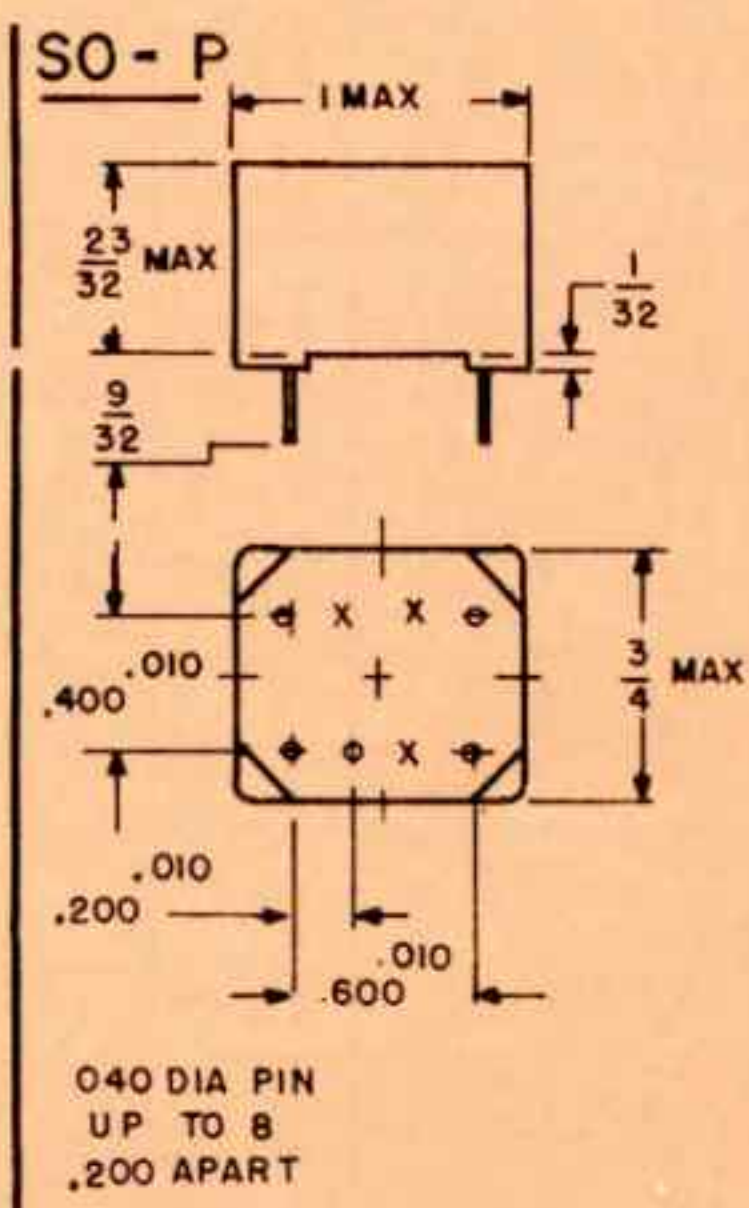 SO - P
1 MAX
23
32 MAX
1
32
9
32
X X
.010
.400
3
4 MAX
X
.010
.200
.010
.600
040 DIA PIN
UP TO 8
.200 APART